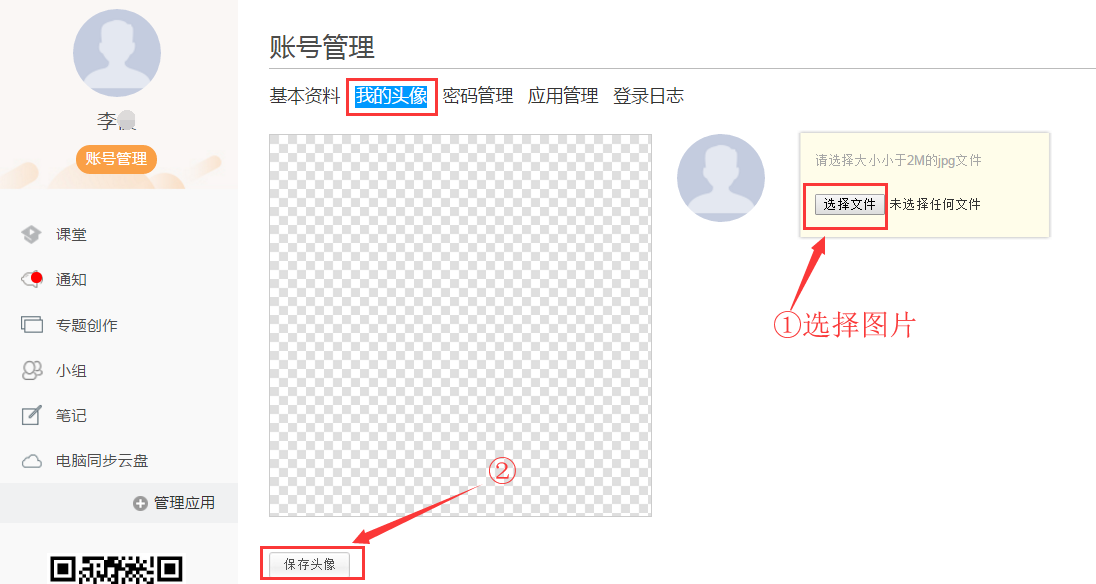 账号管理
基本资料 我的头像 密码管理 应用管理 登录日志
李
账号管理
课堂
通知
专题创作
小组
笔记
电脑同步云盘
管理应用
请选择大小小于2M的jpg文件
选择文件 未选择任何文件
①选择图片
②
保存头像